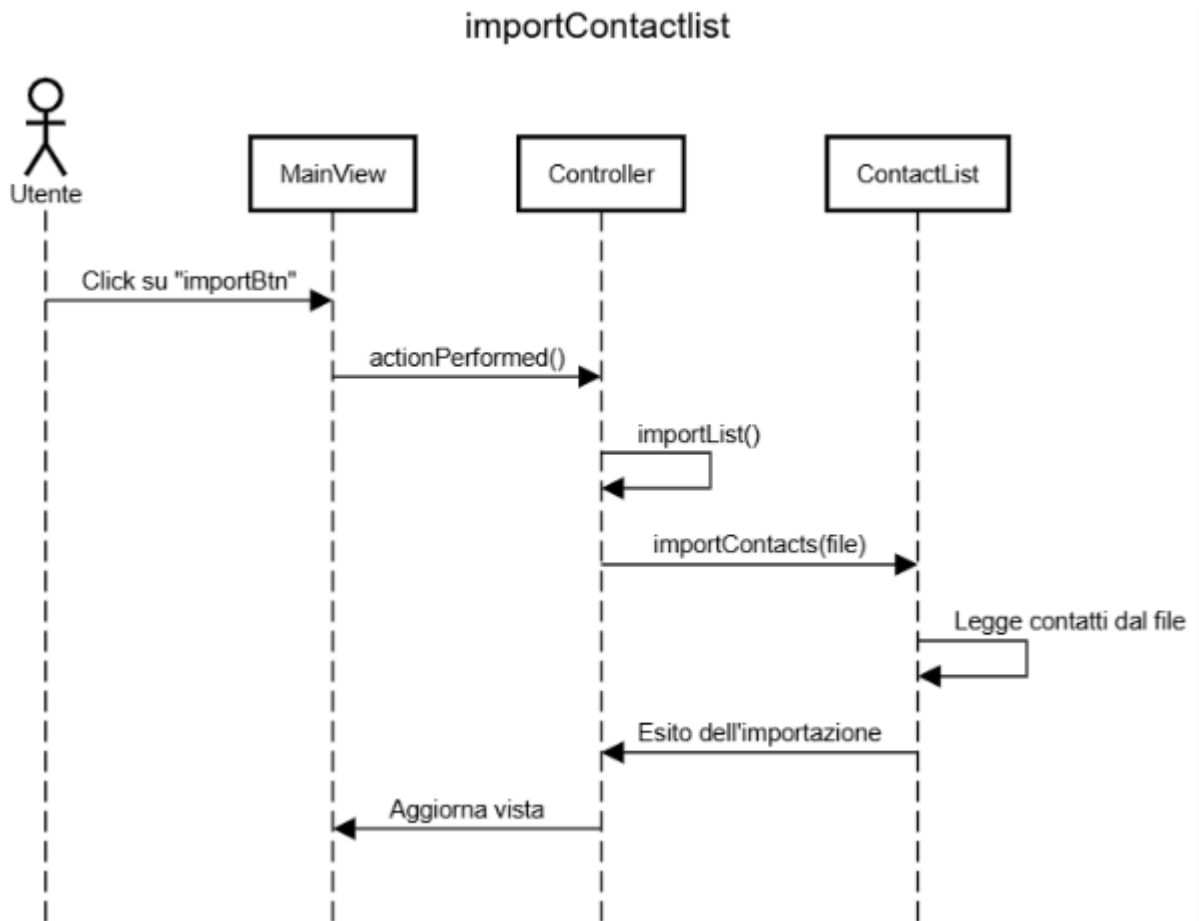 importContactlist
Utente
MainView
Controller
ContactList
Click su "importBtn"
actionPerformed()
importList()
importContacts(file)
Legge contatti dal file
Esito dell'importazione
Aggiorna vista